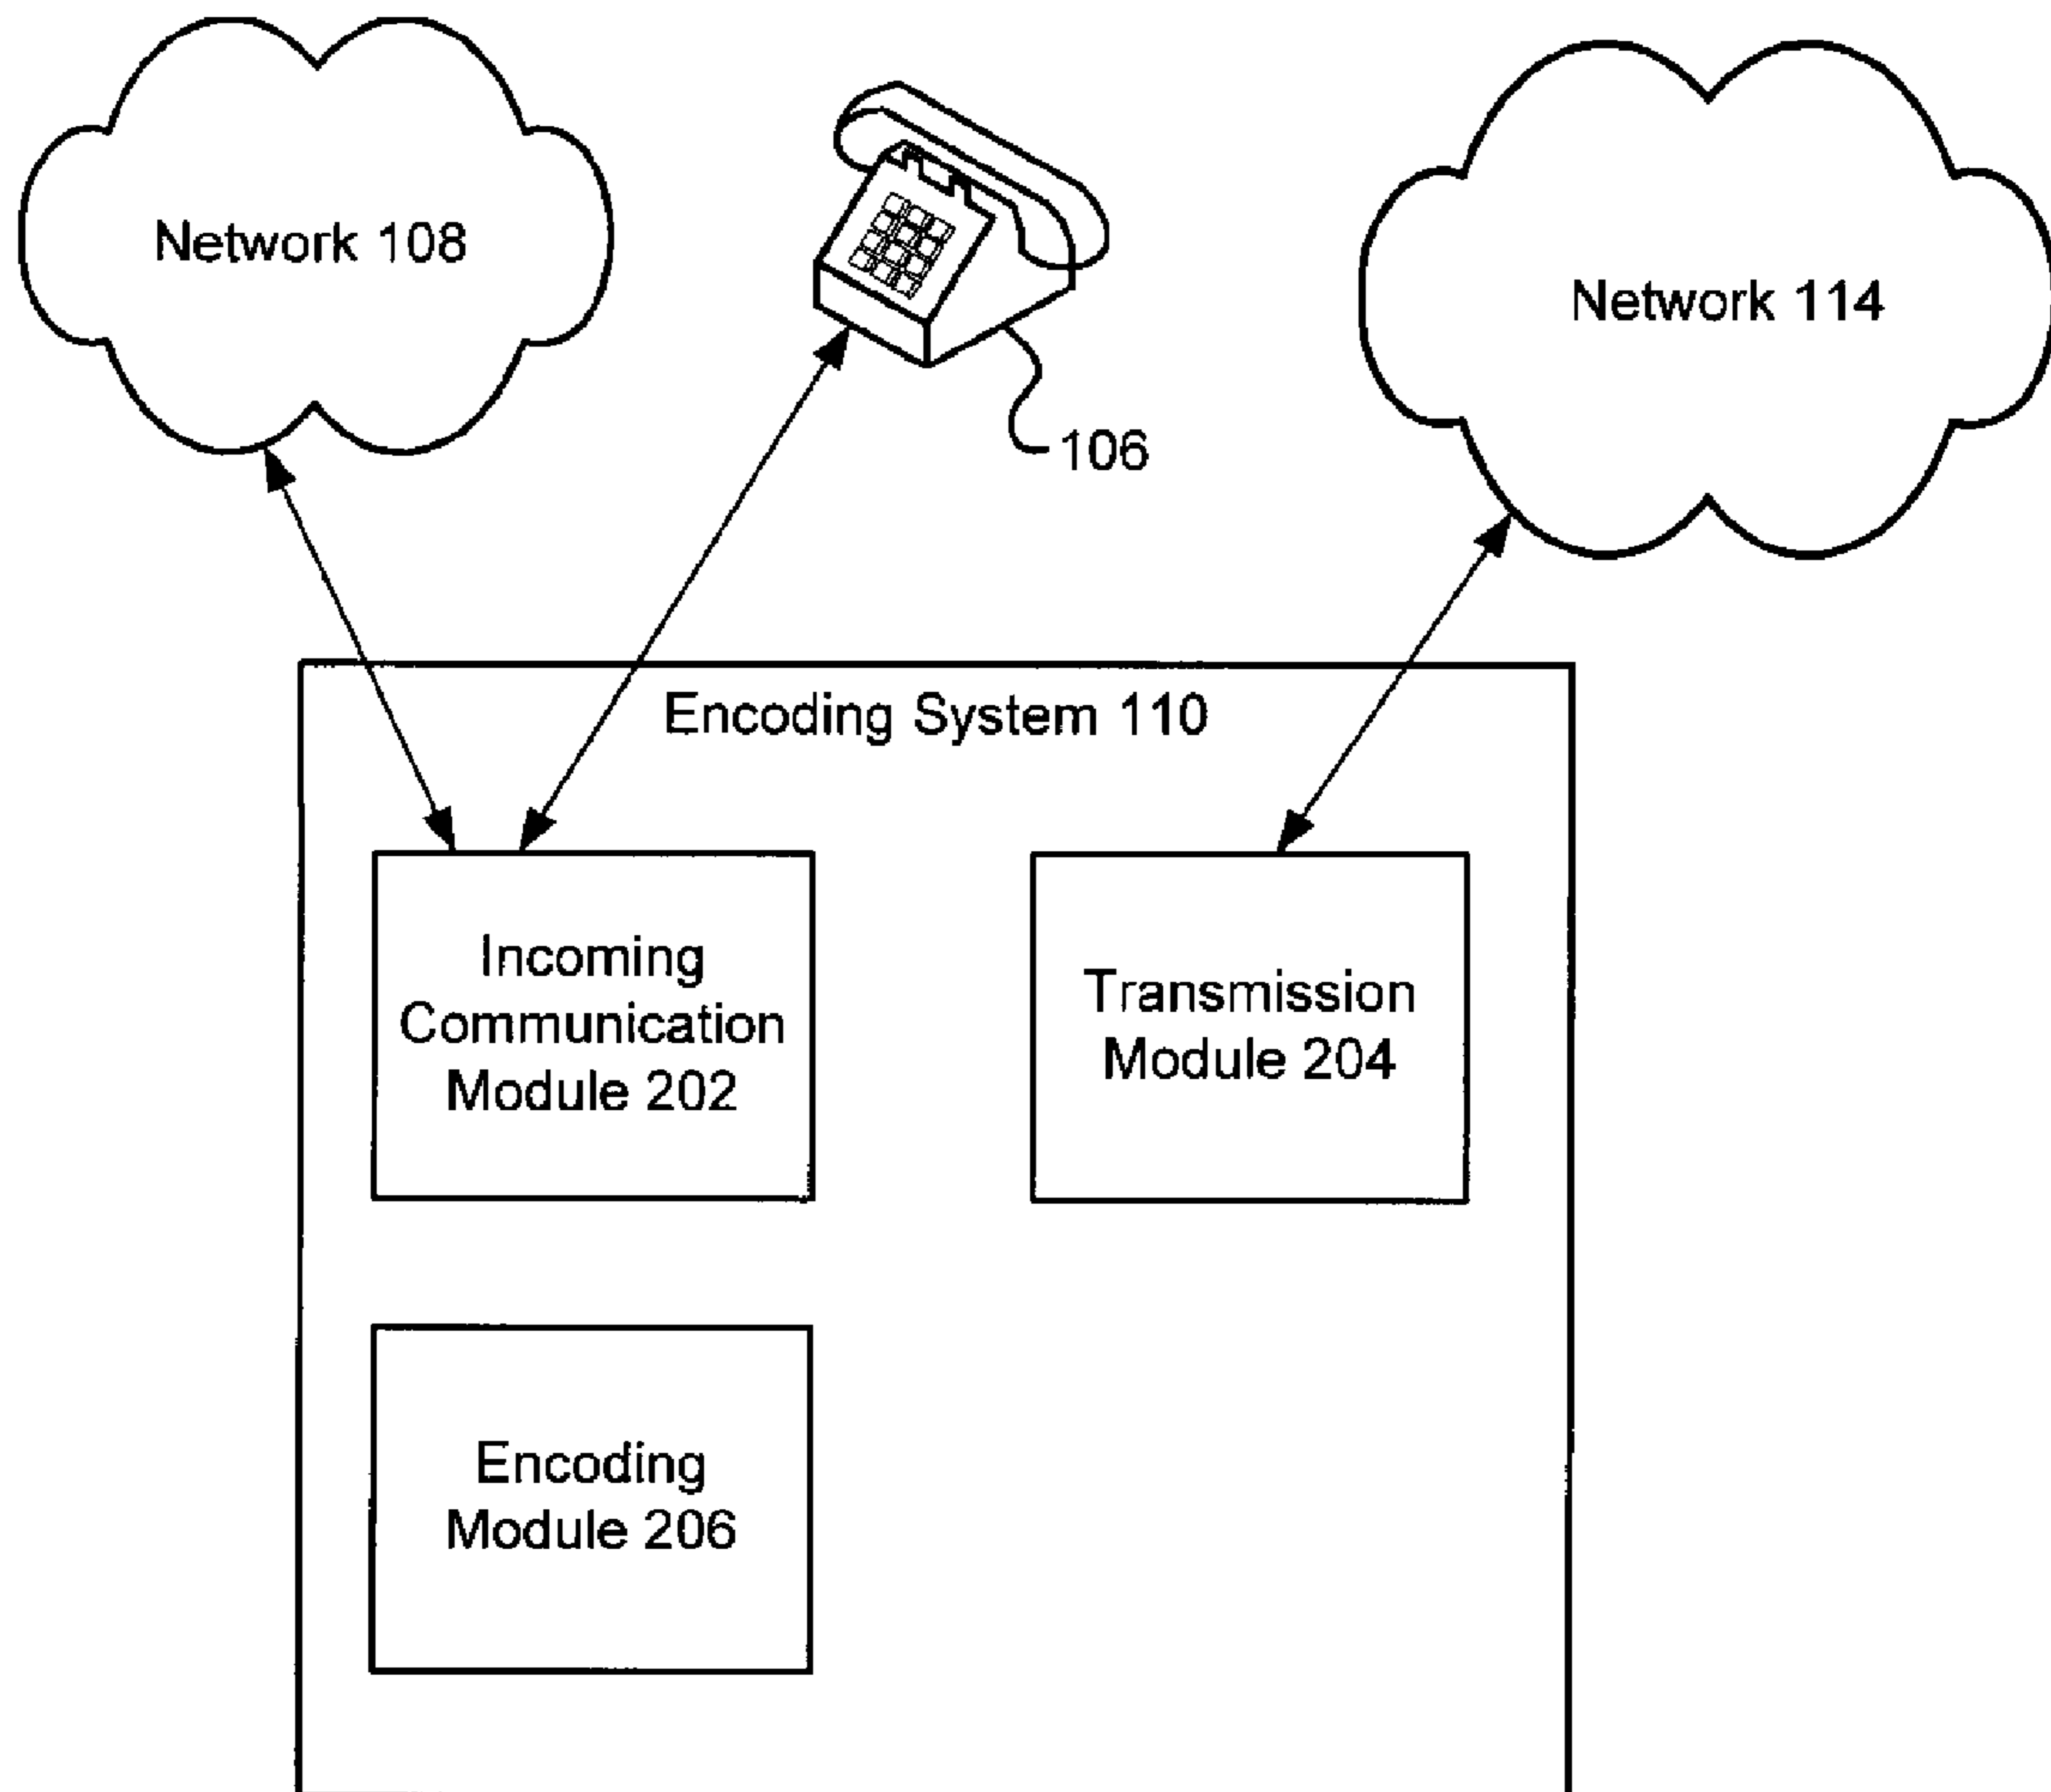 Network 108
Network 114
106
Encoding System 110
Incoming
Communication
Module 202
Transmission
Module 204
Encoding
Module 206